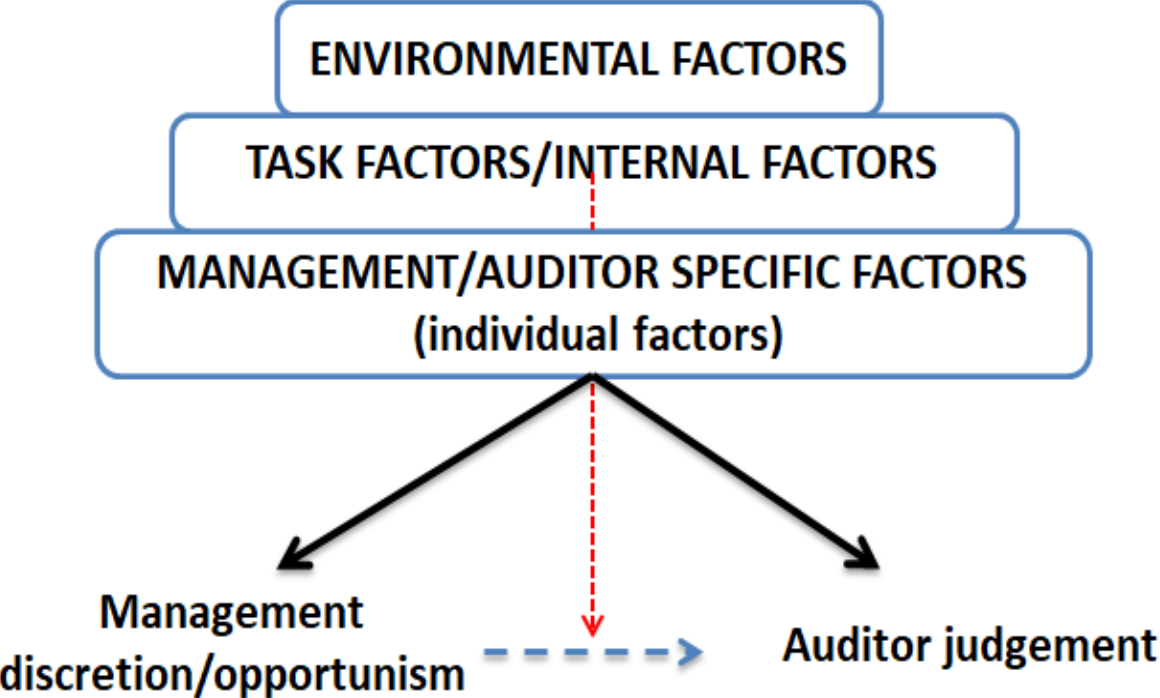 ENVIRONMENTAL FACTORS
TASK FACTORS/INTERNAL FACTORS
MANAGEMENT/AUDITOR SPECIFIC FACTORS
(individual factors)
Management
discretion/opportunism
Auditor judgement